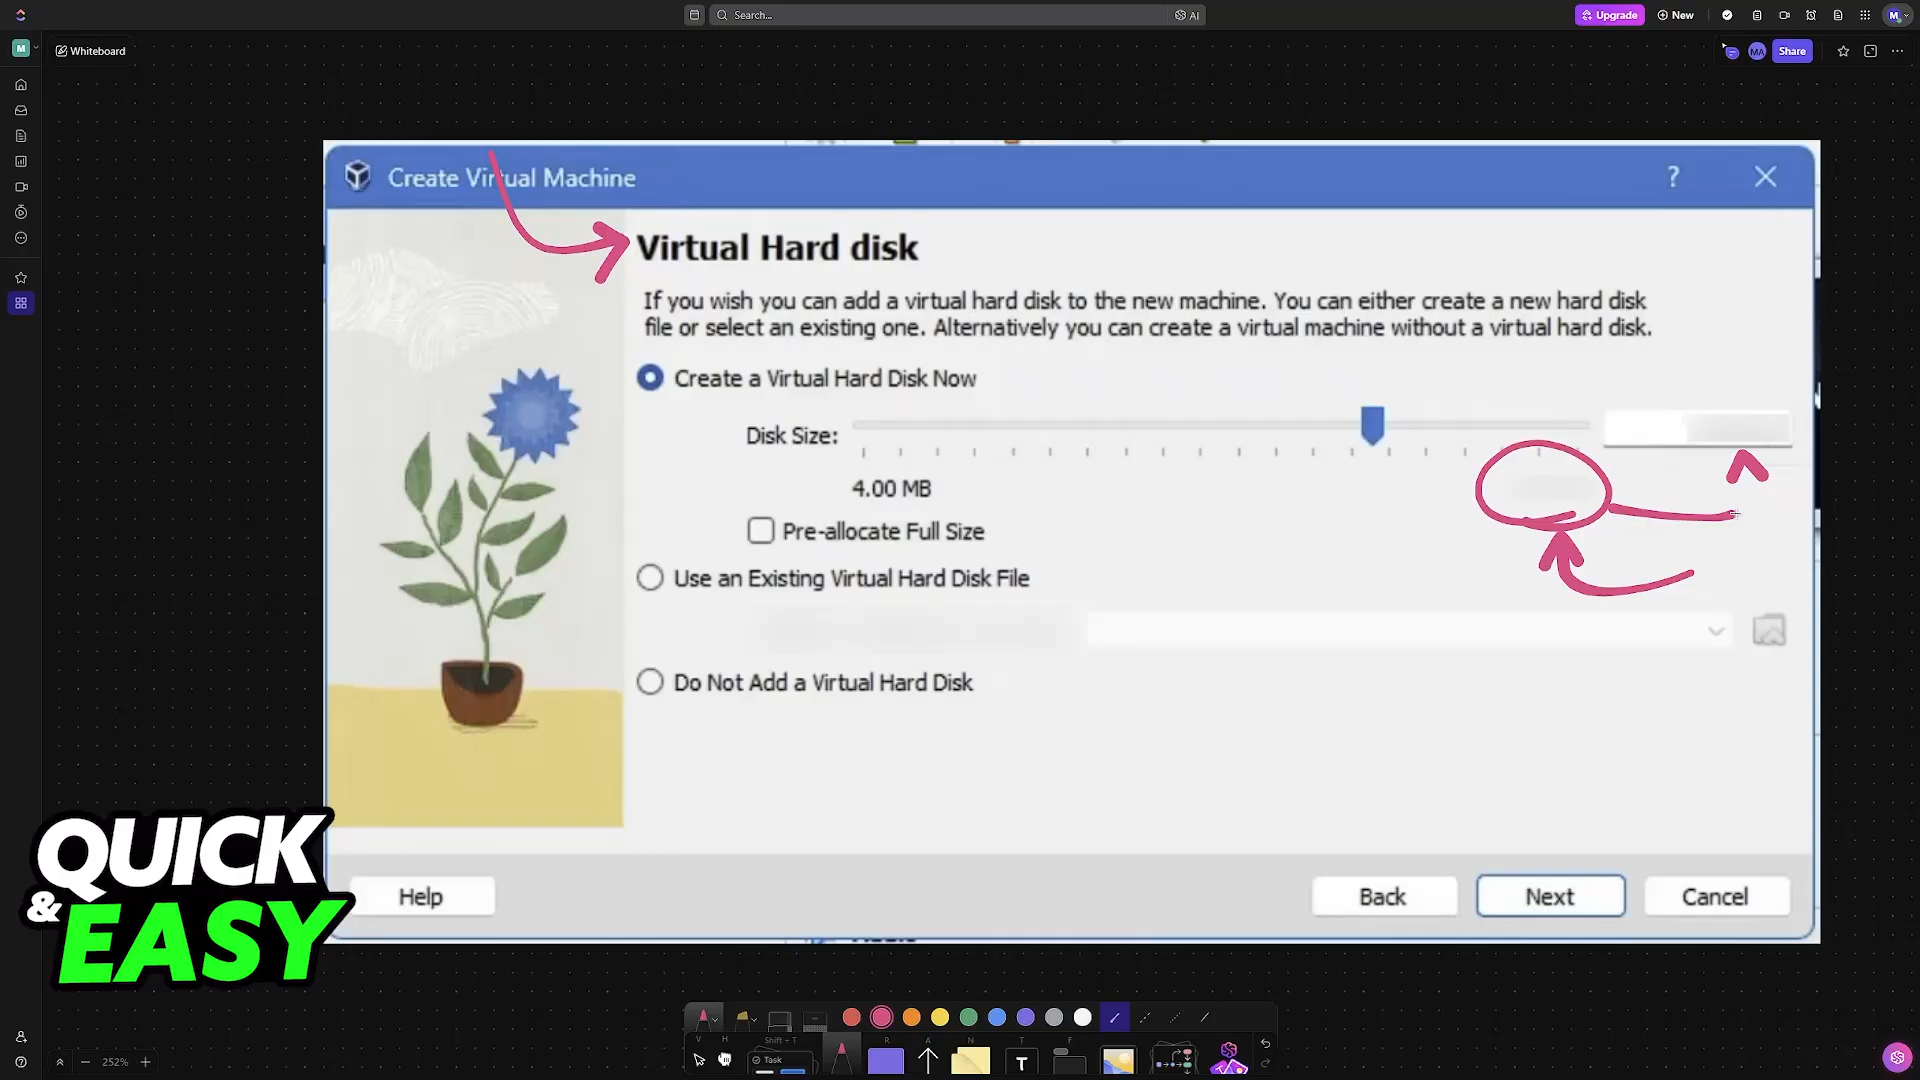 Search...
AI
Upgrade
New
M
M
Whiteboard
MA
Share
Create Virtual Machine
?
Virtual Hard disk
If you wish you can add a virtual hard disk to the new machine. You can either create a new hard disk
file or select an existing one. Alternatively you can create a virtual machine without a virtual hard disk.
Create a Virtual Hard Disk Now
Disk Size:
4.00 MB
Pre-allocate Full Size
Use an Existing Virtual Hard Disk File
Do Not Add a Virtual Hard Disk
Help
Back
Next
Cancel
QUICK
& EASY
V
H
Shift + T
R
A
N
T
F
Task
T
252%